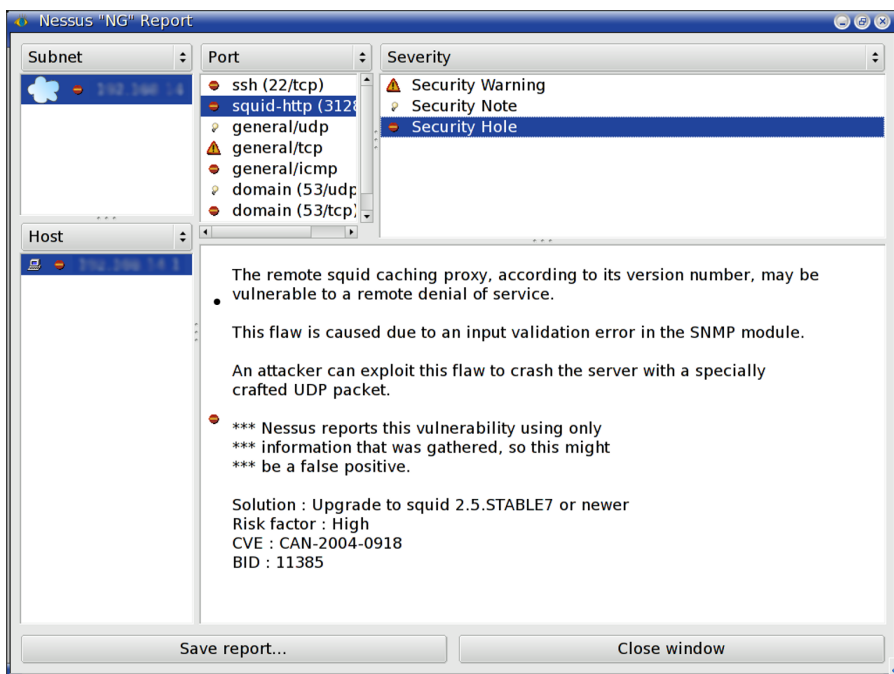 Nessus "NG" Report
Subnet
Port
Severity
ssh (22/tcp)
squid-http (3128
general/udp
general/tcp
general/icmp
domain (53/udp
domain (53/tcp)
Security Warning
Security Note
Security Hole
Host
The remote squid caching proxy, according to its version number, may be
vulnerable to a remote denial of service.
This flaw is caused due to an input validation error in the SNMP module.
An attacker can exploit this flaw to crash the server with a specially
crafted UDP packet.
*** Nessus reports this vulnerability using only
*** information that was gathered, so this might
*** be a false positive.
Solution : Upgrade to squid 2.5.STABLE7 or newer
Risk factor : High
CVE : CAN-2004-0918
BID : 11385
Save report...
Close window